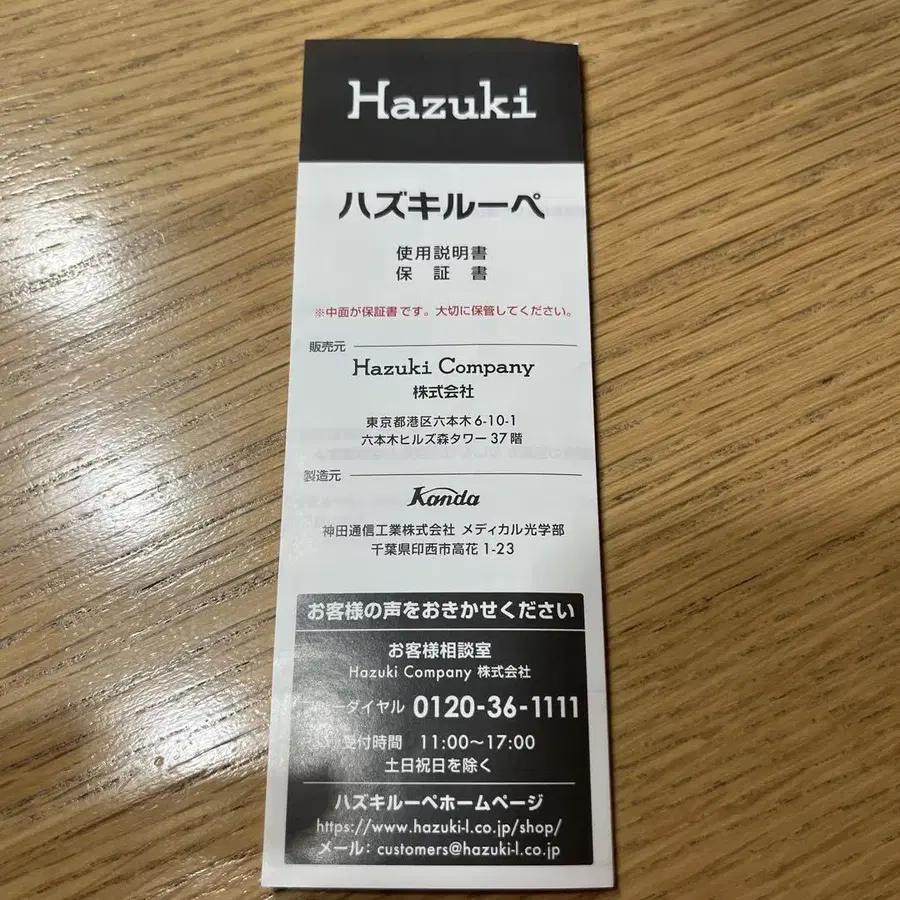 Hazuki
ハズキルーペ
使用説明書
保証書
※中面が保証書です。大切に保管してください。
販売元
Hazuki Company
株式会社
東京都港区六本木6-10-1
六本木ヒルズ森タワー37階
製造元
Kanda
神田通信工業株式会社 メディカル光学部
千葉県印西市高花1-23
お客様の声をおきかせください
お客様相談室
Hazuki Company 株式会社
ーダイヤル 0120-36-1111
受付時間 11:00〜17:00
土日祝日を除く
ハズキルーペホームページ
https://www.hazuki-l.co.jp/shop/
メール：customers@hazuki-l.co.jp